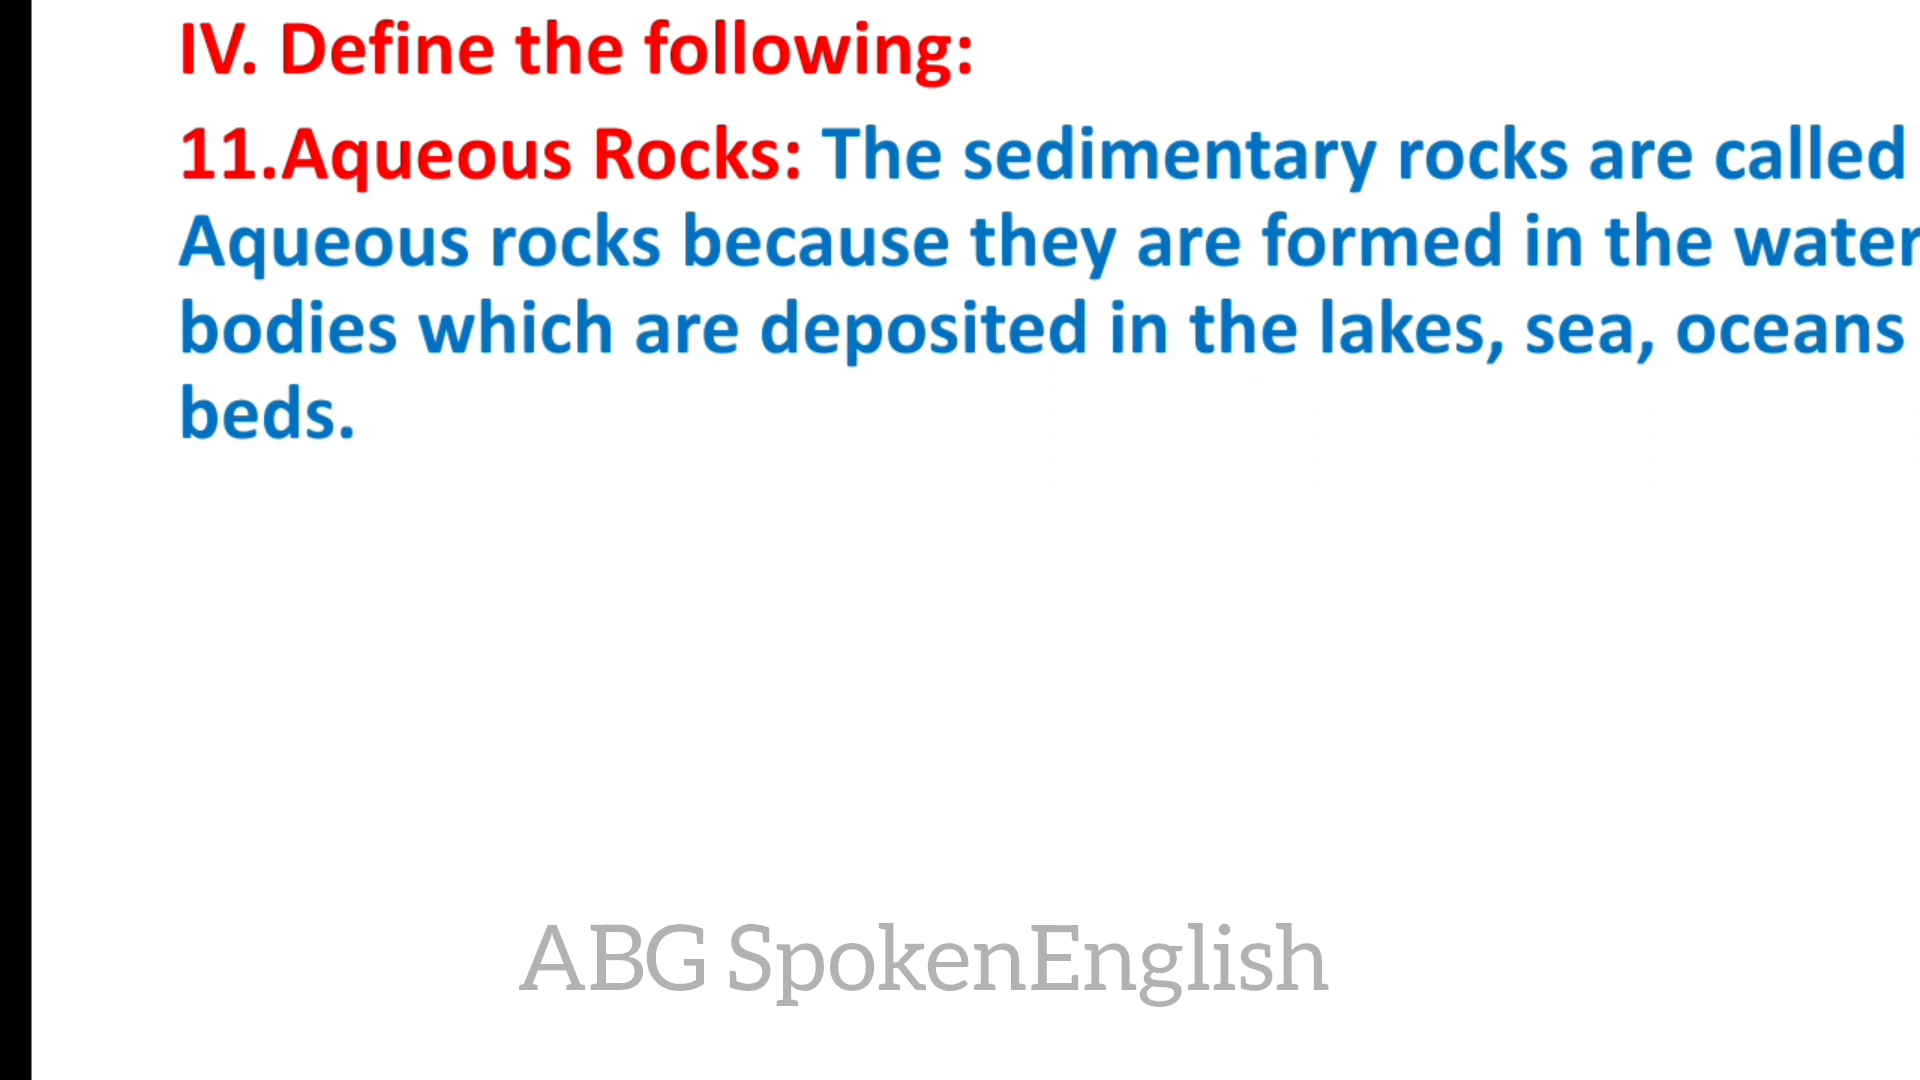 IV. Define the following:
11.Aqueous Rocks: The sedimentary rocks are called
Aqueous rocks because they are formed in the water
bodies which are deposited in the lakes, sea, oceans
beds.
ABG SpokenEnglish